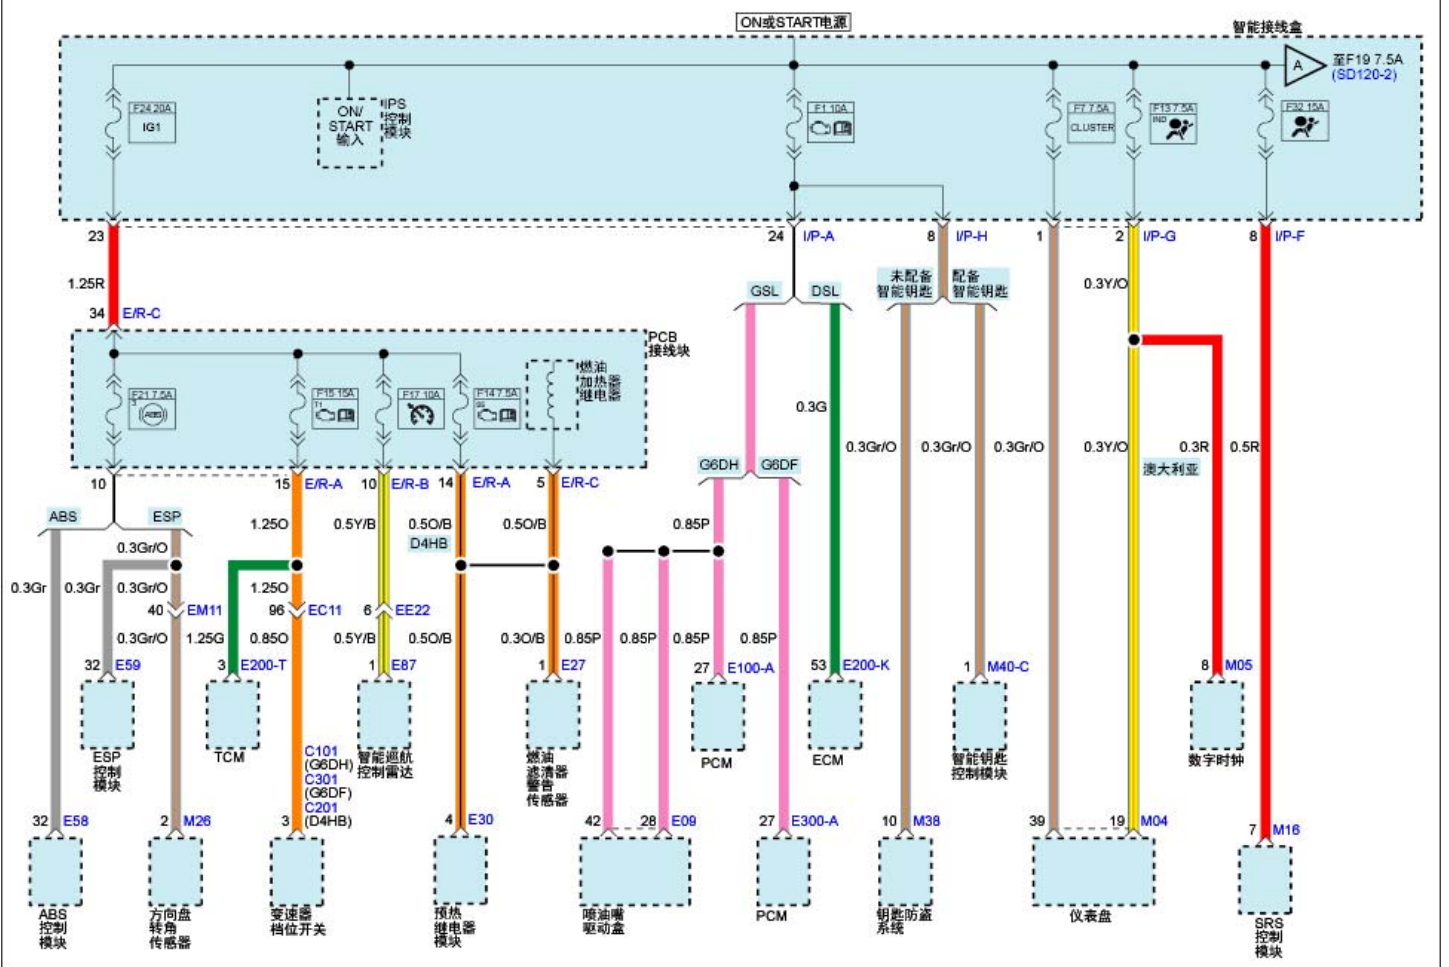 ON或START电源
智能接线盒
A
至F19 7.5A
(SD120-2)
F24 20A
IG1
ON/
START
输入
IPS
控制
模块
F1 10A
F7 7.5A
CLUSTER
F13 7.5A
IND
F32 15A
23
24
I/P-A
8
I/P-H
1
2
I/P-G
8
I/P-F
1.25R
34
E/R-C
GSL
DSL
未配备
智能钥匙
配备
智能钥匙
0.3Y/O
PCB
接线块
F21 7.5A
3
ABS
F15 15A
T1
F17 10A
F14 7.5A
燃油
加热器
继电器
0.3G
0.3Gr/O
0.3Gr/O
0.3Gr/O
0.3Y/O
0.3R
0.5R
澳大利亚
G6DH
G6DF
10
15
E/R-A
10
E/R-B
14
E/R-A
5
E/R-C
ABS
ESP
1.25O
0.5Y/B
0.5O/B
0.5O/B
0.85P
D4HB
0.3Gr/O
0.3Gr
0.3Gr
0.3Gr/O
1.25O
40
EM11
96
EC11
6
EE22
0.3Gr/O
1.25G
0.85O
0.5Y/B
0.5O/B
0.3O/B
0.85P
0.85P
0.85P
0.85P
32
E59
3
E200-T
1
E87
1
E27
27
E100-A
53
E200-K
1
M40-C
8
M05
ESP
控制
模块
TCM
C101
(G6DH)
C301
(G6DF)
C201
(D4HB)
智能巡航
控制雷达
燃油
滤清器
警告
传感器
PCM
ECM
智能钥匙
控制模块
数字时钟
32
E58
2
M26
3
4
E30
42
28
E09
27
E300-A
10
M38
39
19
M04
7
M16
ABS
控制
模块
方向盘
转角
传感器
变速器
档位开关
预热
继电器
模块
喷油嘴
驱动盒
PCM
钥匙防盗
系统
仪表盘
SRS
控制
模块